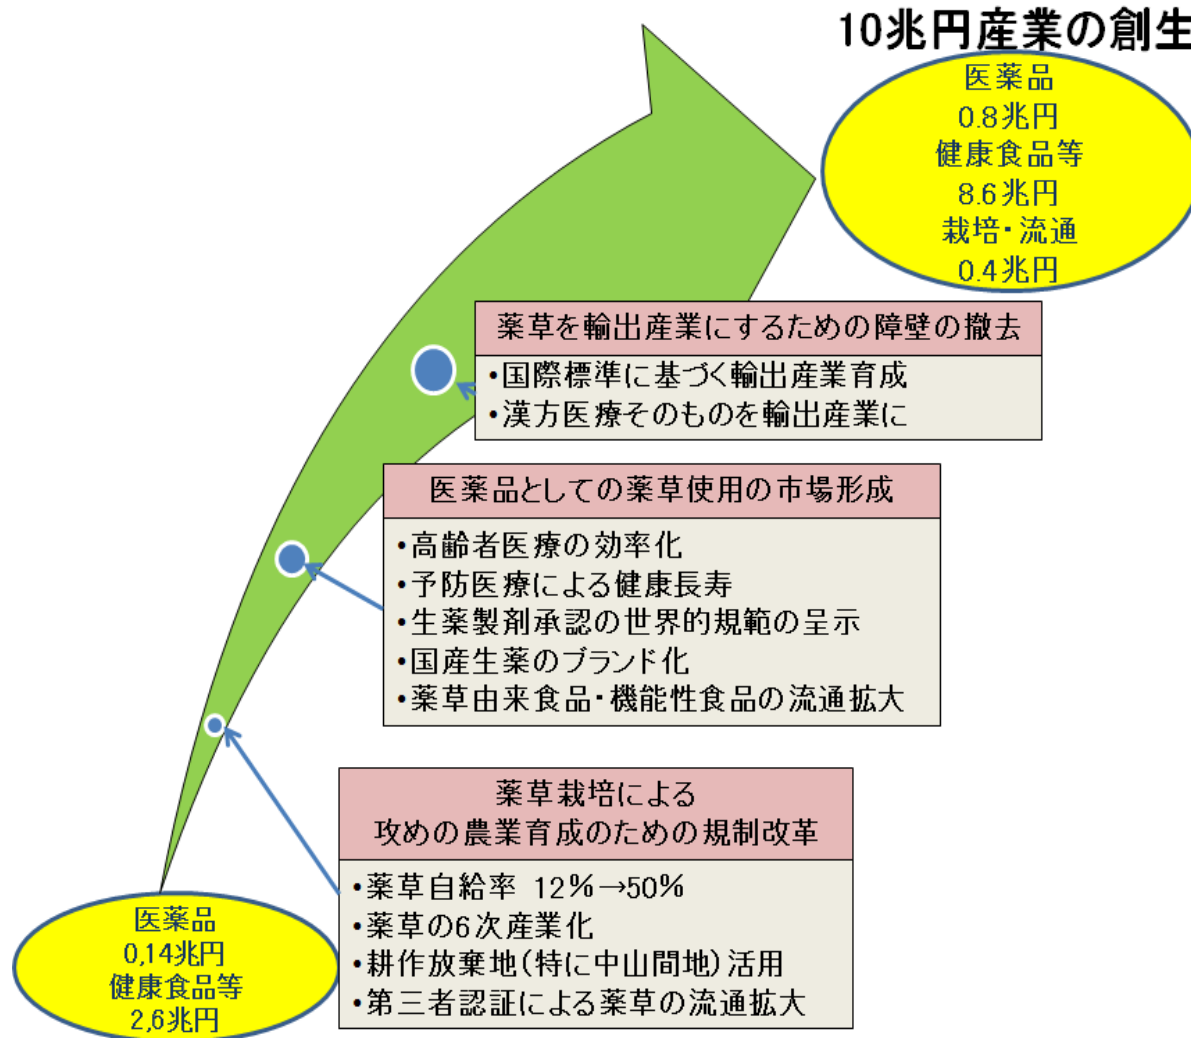 10兆円産業の創生
医薬品
0.8兆円
健康食品等
8.6兆円
栽培・流通
0.4兆円
薬草を輸出産業にするための障壁の撤去
•国際標準に基づく輸出産業育成
•漢方医療そのものを輸出産業に
医薬品としての薬草使用の市場形成
•高齢者医療の効率化
•予防医療による健康長寿
•生薬製剤承認の世界的規範の呈示
•国産生薬のブランド化
•薬草由来食品・機能性食品の流通拡大
薬草栽培による
攻めの農業育成のための規制改革
•薬草自給率 12%→50%
•薬草の6次産業化
•耕作放棄地(特に中山間地)活用
•第三者認証による薬草の流通拡大
医薬品
0,14兆円
健康食品等
2,6兆円